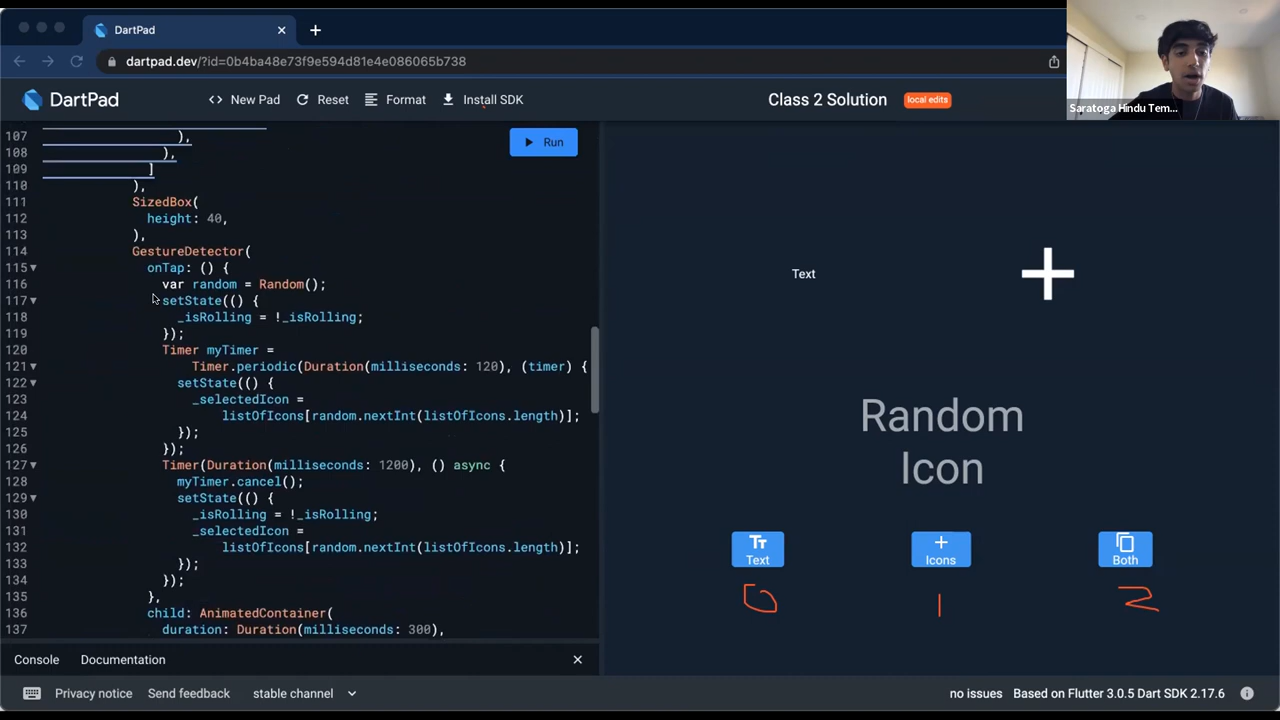 DartPad
dartpad.dev/?id=0b4ba48e73f9e594d81e4e086065b738
DartPad
<> New Pad
Reset
Format
Install SDK
Class 2 Solution
local edits
Saratoga Hindu Tem...
Run
107 ),
108 ),
109 ]
110 ),
111 SizedBox(
112 height: 40,
113 ),
114 GestureDetector(
115 onTap: () {
116 var random = Random();
117 setState(() {
118 _isRolling = !_isRolling;
119 });
120 Timer myTimer =
121 Timer.periodic(Duration(milliseconds: 120), (timer) {
122 setState(() {
123 _selectedIcon =
124 listOfIcons[random.nextInt(listOfIcons.length)];
125 });
126 });
127 Timer(Duration(milliseconds: 1200), () async {
128 myTimer.cancel();
129 setState(() {
130 _isRolling = !_isRolling;
131 _selectedIcon =
132 listOfIcons[random.nextInt(listOfIcons.length)];
133 });
134 });
135 },
136 child: AnimatedContainer(
137 duration: Duration(milliseconds: 300),
Text
Random
Icon
Tт
Text
Icons
Both
0
1
2
Console
Documentation
Privacy notice
Send feedback
stable channel
no issues
Based on Flutter 3.0.5 Dart SDK 2.17.6